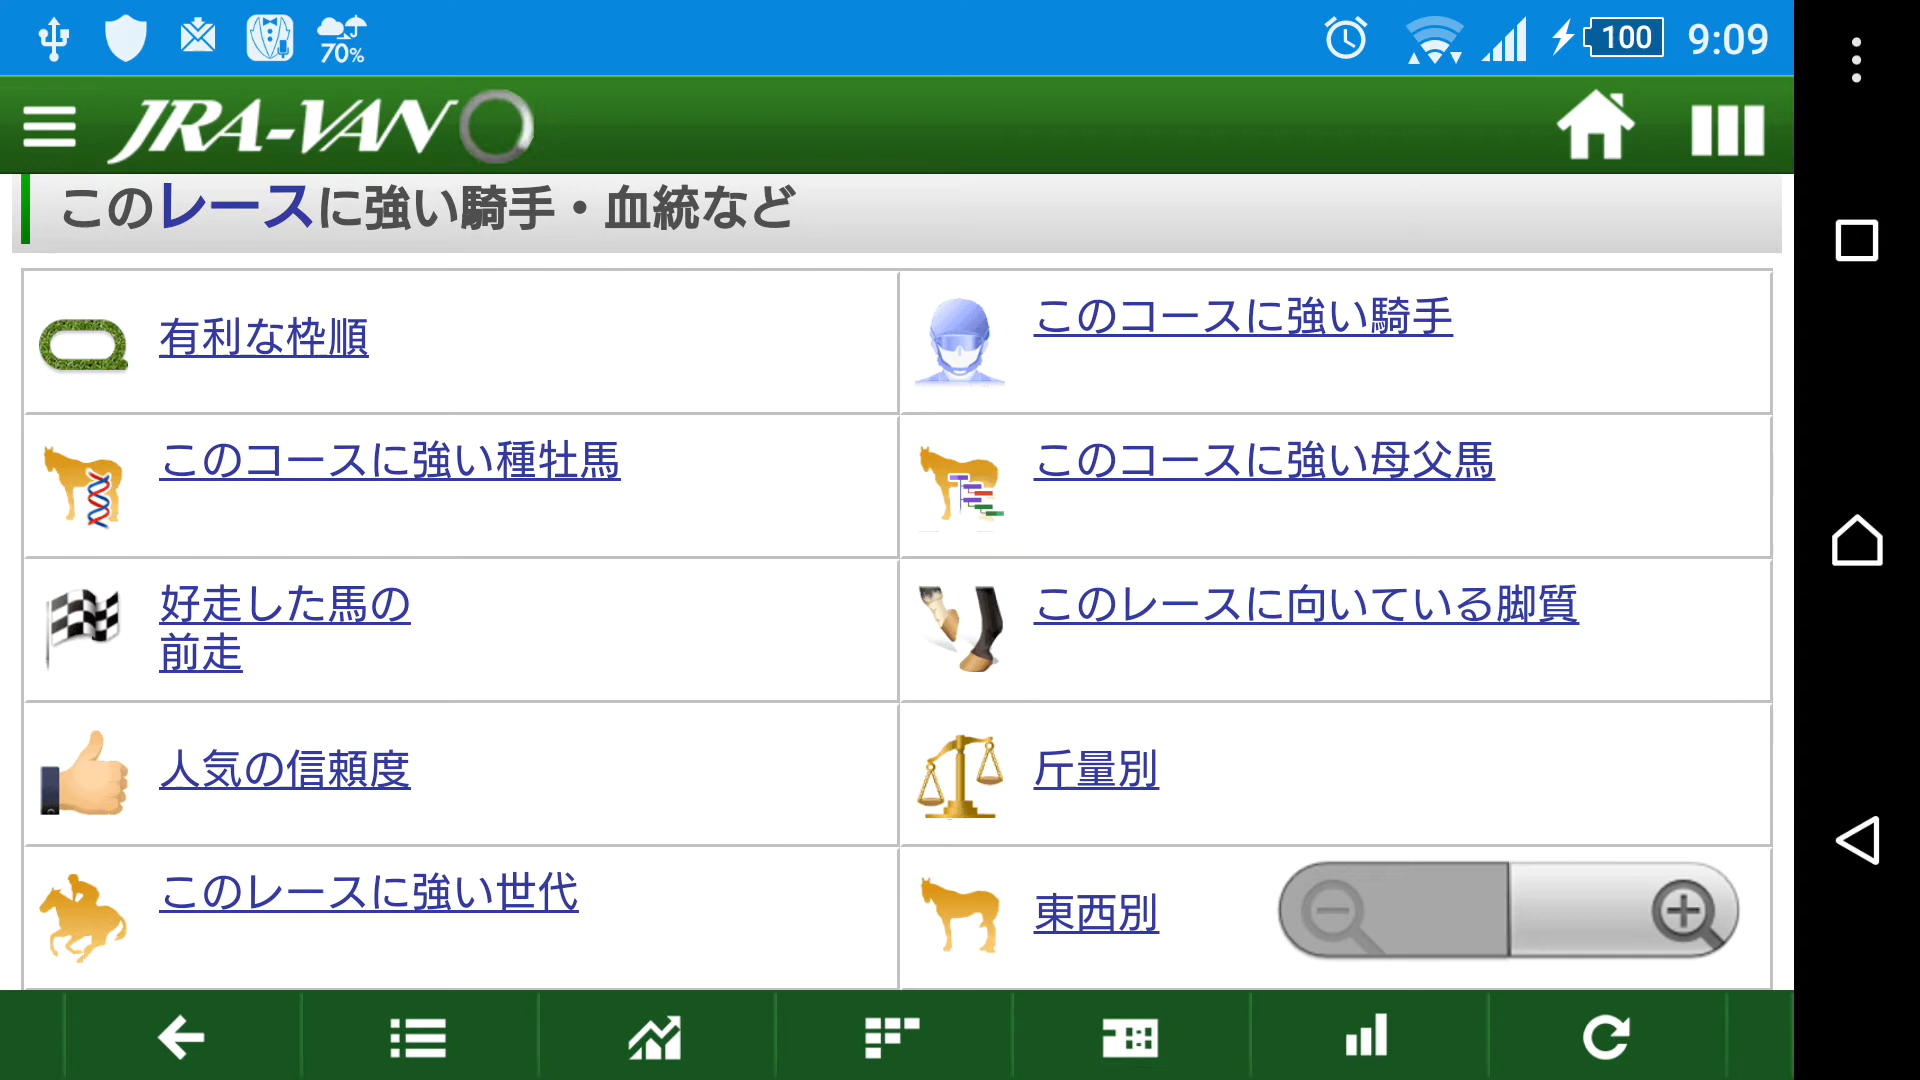 70%
100
9:09
JRA-VAN
このレースに強い騎手・血統など
有利な枠順
このコースに強い騎手
このコースに強い種牡馬
このコースに強い母父馬
好走した馬の
前走
このレースに向いている脚質
人気の信頼度
斤量別
このレースに強い世代
東西別